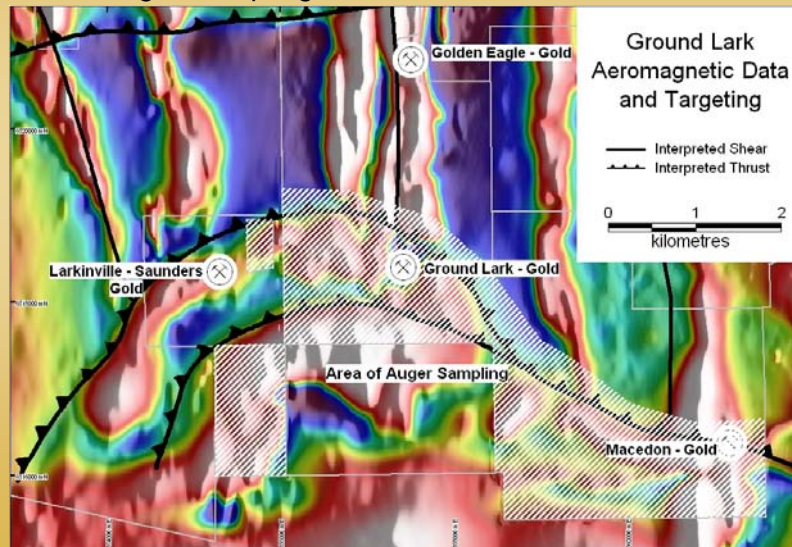 Ground Lark
Aeromagnetic Data
and Targeting
Interpreted Shear
Interpreted Thrust
0 1 2
kilometres
Golden Eagle - Gold
Larkinville - Saunders
Gold
Ground Lark - Gold
Area of Auger Sampling
Macedon - Gold